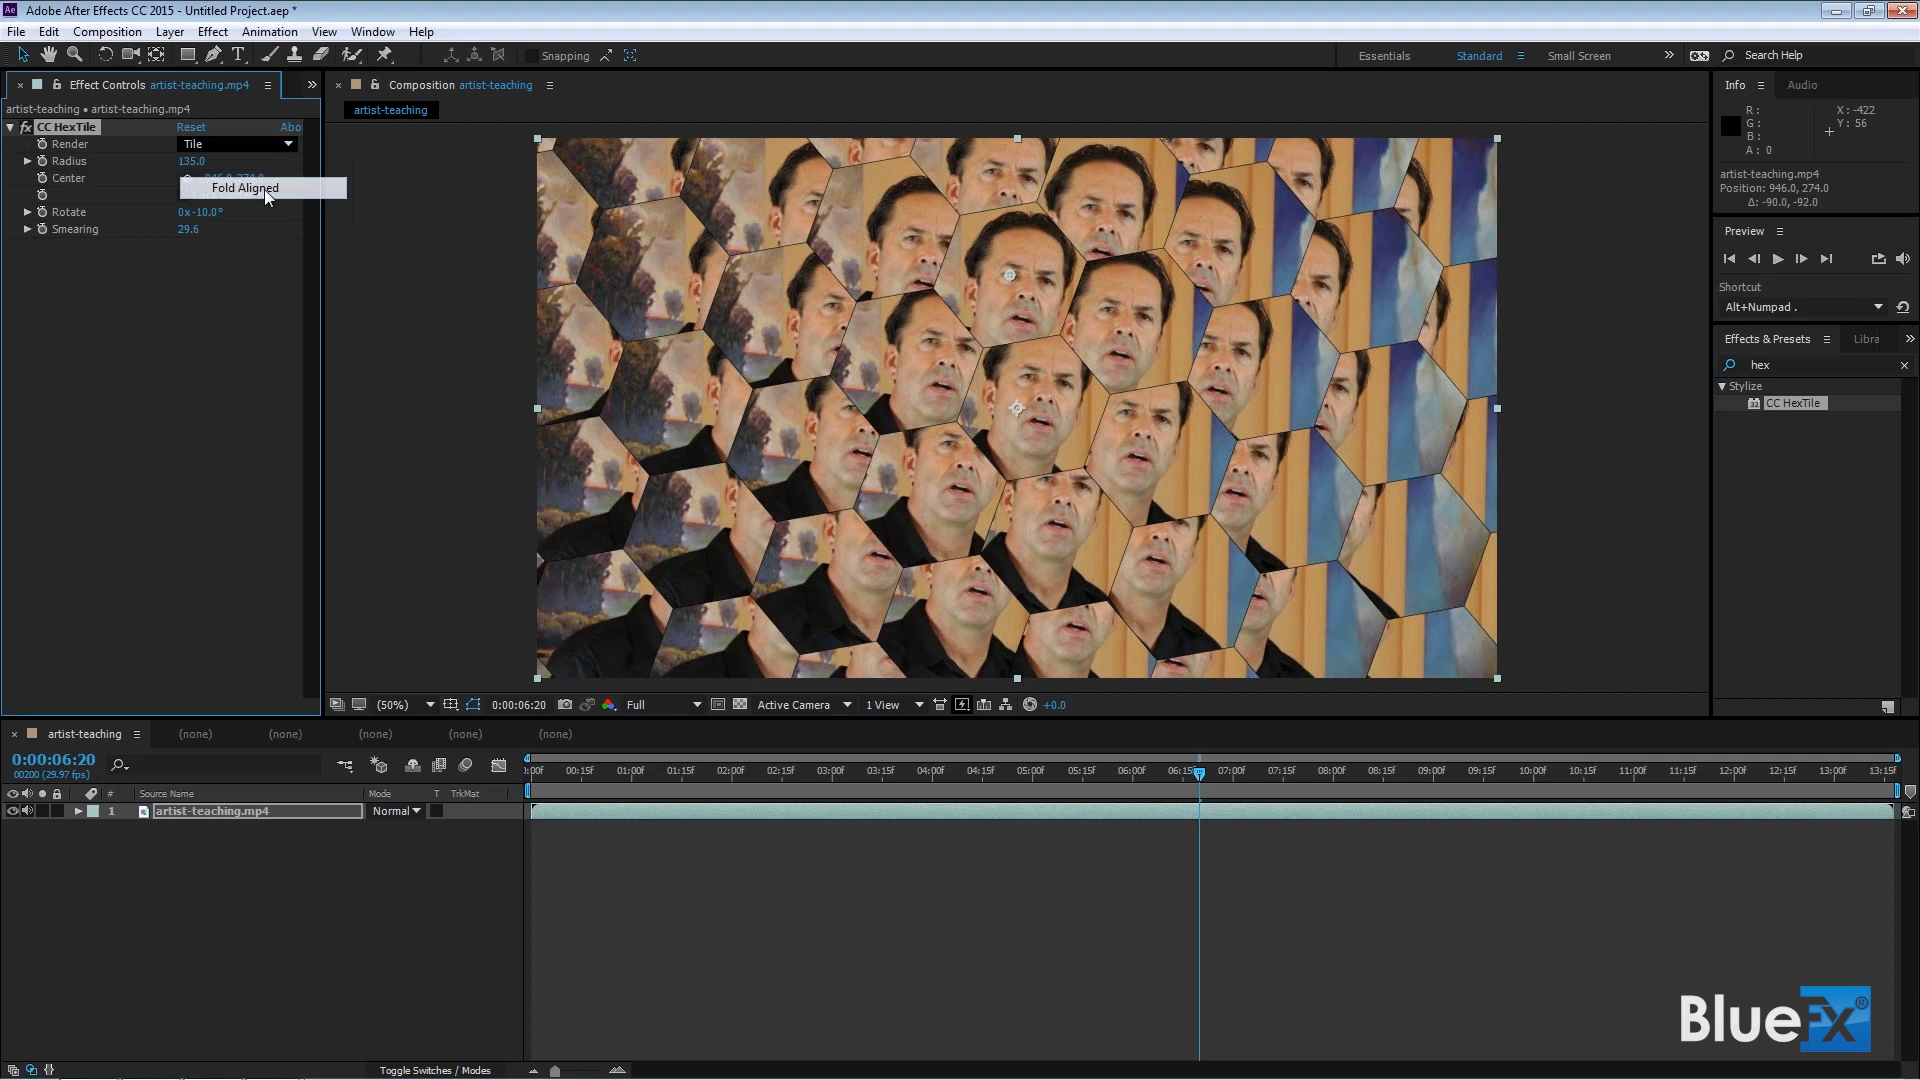 Ae Adobe After Effects CC 2015 - Untitled Project.aep *
File Edit Composition Layer Effect Animation View Window Help
T Snapping Essentials Standard Small Screen Search Help
Effect Controls artist-teaching.mp4
artist-teaching • artist-teaching.mp4
fx CC HexTile Reset Abo
Render Tile
Radius 135.0
Center
Fold Aligned
Rotate 0x-10.0°
Smearing 29.6
Composition artist-teaching
artist-teaching
(50%) 0:00:06:20 Full Active Camera 1 View +0.0
Info Audio
R: X: -422
G: Y: 56
B:
A: 0
artist-teaching.mp4
Position: 946.0, 274.0
Δ: -90.0, -92.0
Preview
Shortcut
Alt+Numpad .
Effects & Presets Libra
hex
Stylize
32 CC HexTile
artist-teaching (none) (none) (none) (none) (none)
0:00:06:20
00200 (29.97 fps)
0:00f 00:15f 01:00f 01:15f 02:00f 02:15f 03:00f 03:15f 04:00f 04:15f 05:00f 05:15f 06:00f 06:15f 07:00f 07:15f 08:00f 08:15f 09:00f 09:15f 10:00f 10:15f 11:00f 11:15f 12:00f 12:15f 13:00f 13:15f
# Source Name Mode T TrkMat
1 artist-teaching.mp4 Normal
Toggle Switches / Modes
BlueFX®